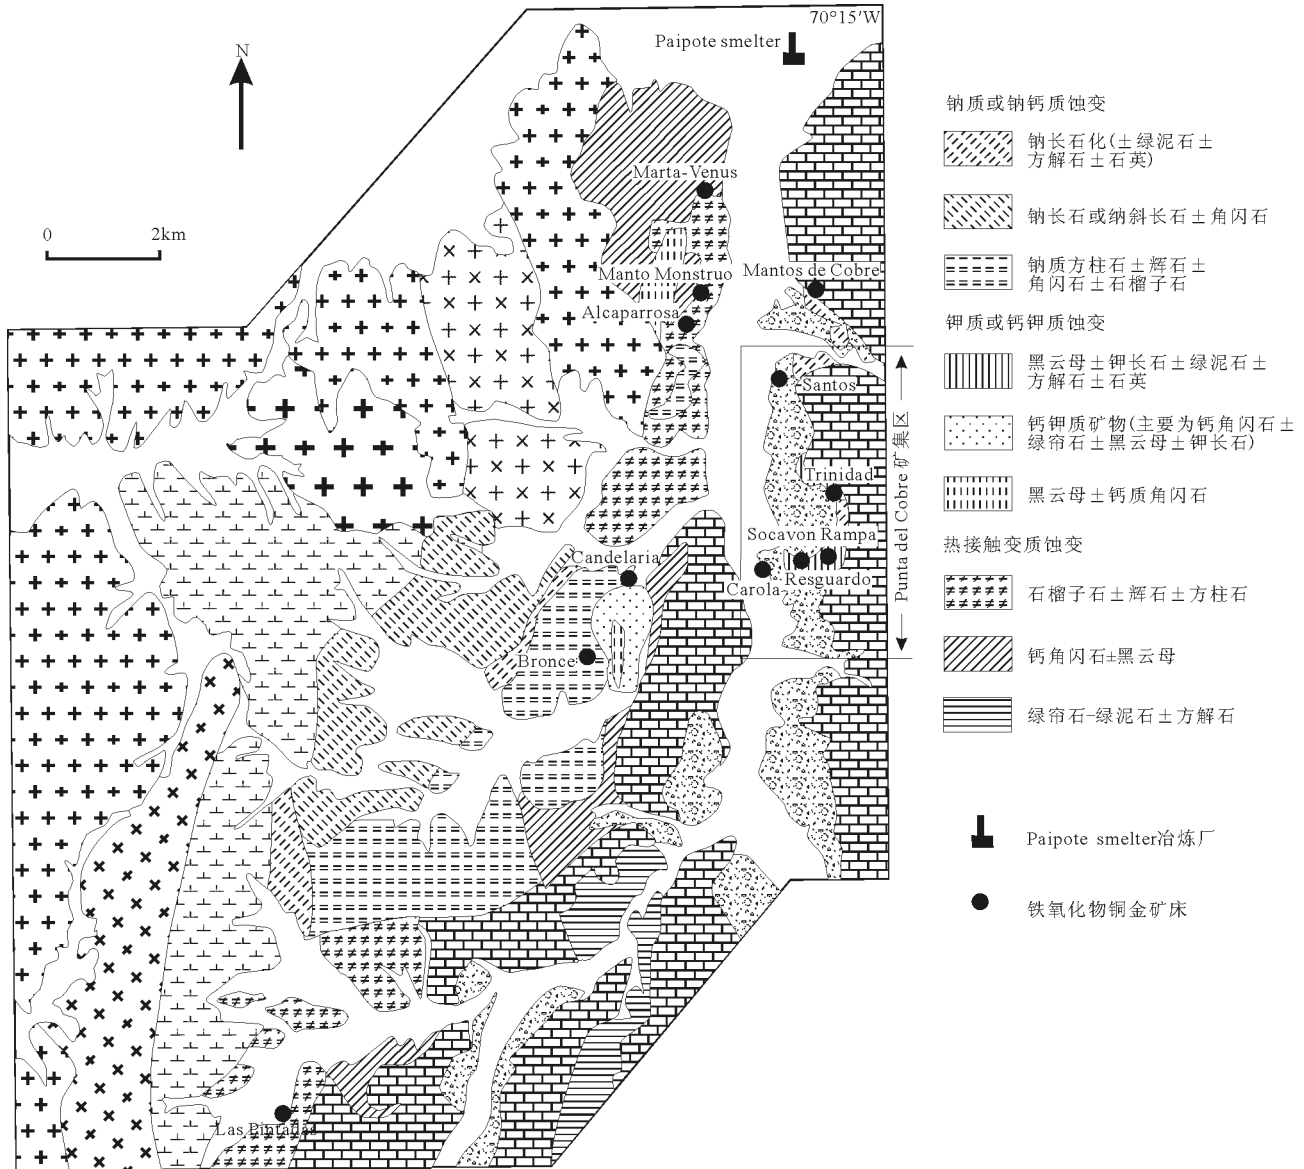 70°15′W
Paipote smelter
N
0 2km
Marta-Venus
Manto Monstruo
Mantos de Cobre
Alcaparrosa
Santos
Trinidad
Socavon Rampa
Candelaria
Resguardo
Carola
Bronce
Las Pintadas
Punta del Cobre 矿集区
钠质或钠钙质蚀变
钠长石化(±绿泥石±
方解石±石英)
钠长石或纳斜长石±角闪石
钠质方柱石±辉石±
角闪石±石榴子石
钾质或钙钾质蚀变
黑云母±钾长石±绿泥石±
方解石±石英
钙钾质矿物(主要为钙角闪石±
绿帘石±黑云母±钾长石)
黑云母±钙质角闪石
热接触变质蚀变
石榴子石±辉石±方柱石
钙角闪石±黑云母
绿帘石-绿泥石±方解石
Paipote smelter冶炼厂
铁氧化物铜金矿床